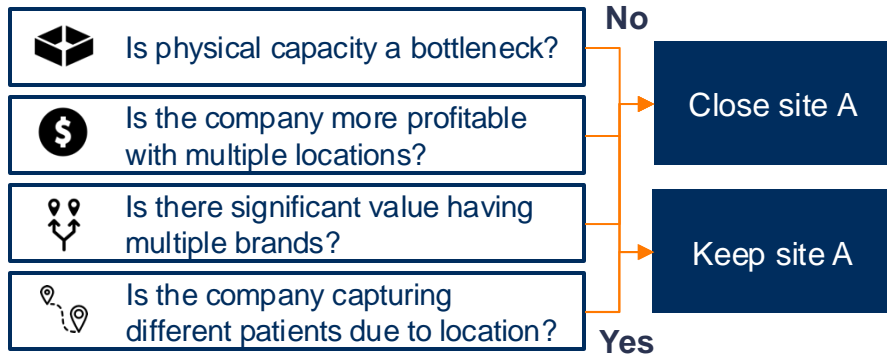 No
Is physical capacity a bottleneck?
Close site A
Is the company more profitable
with multiple locations?
Is there significant value having
multiple brands?
Keep site A
Is the company capturing
different patients due to location?
Yes